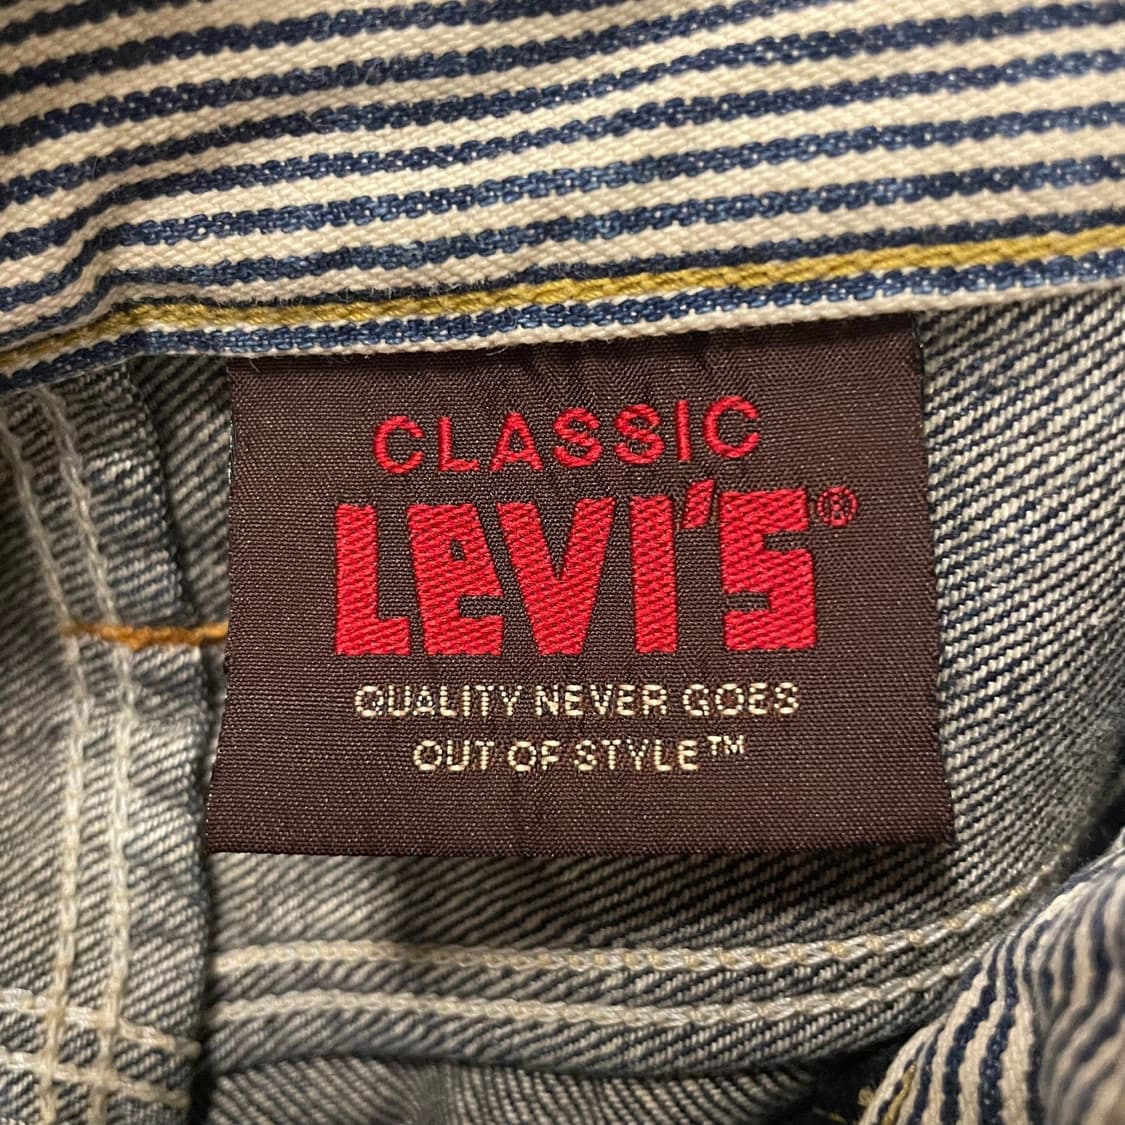 CLASSIC
LEVI'S®
QUALITY NEVER GOES
OUT OF STYLE™